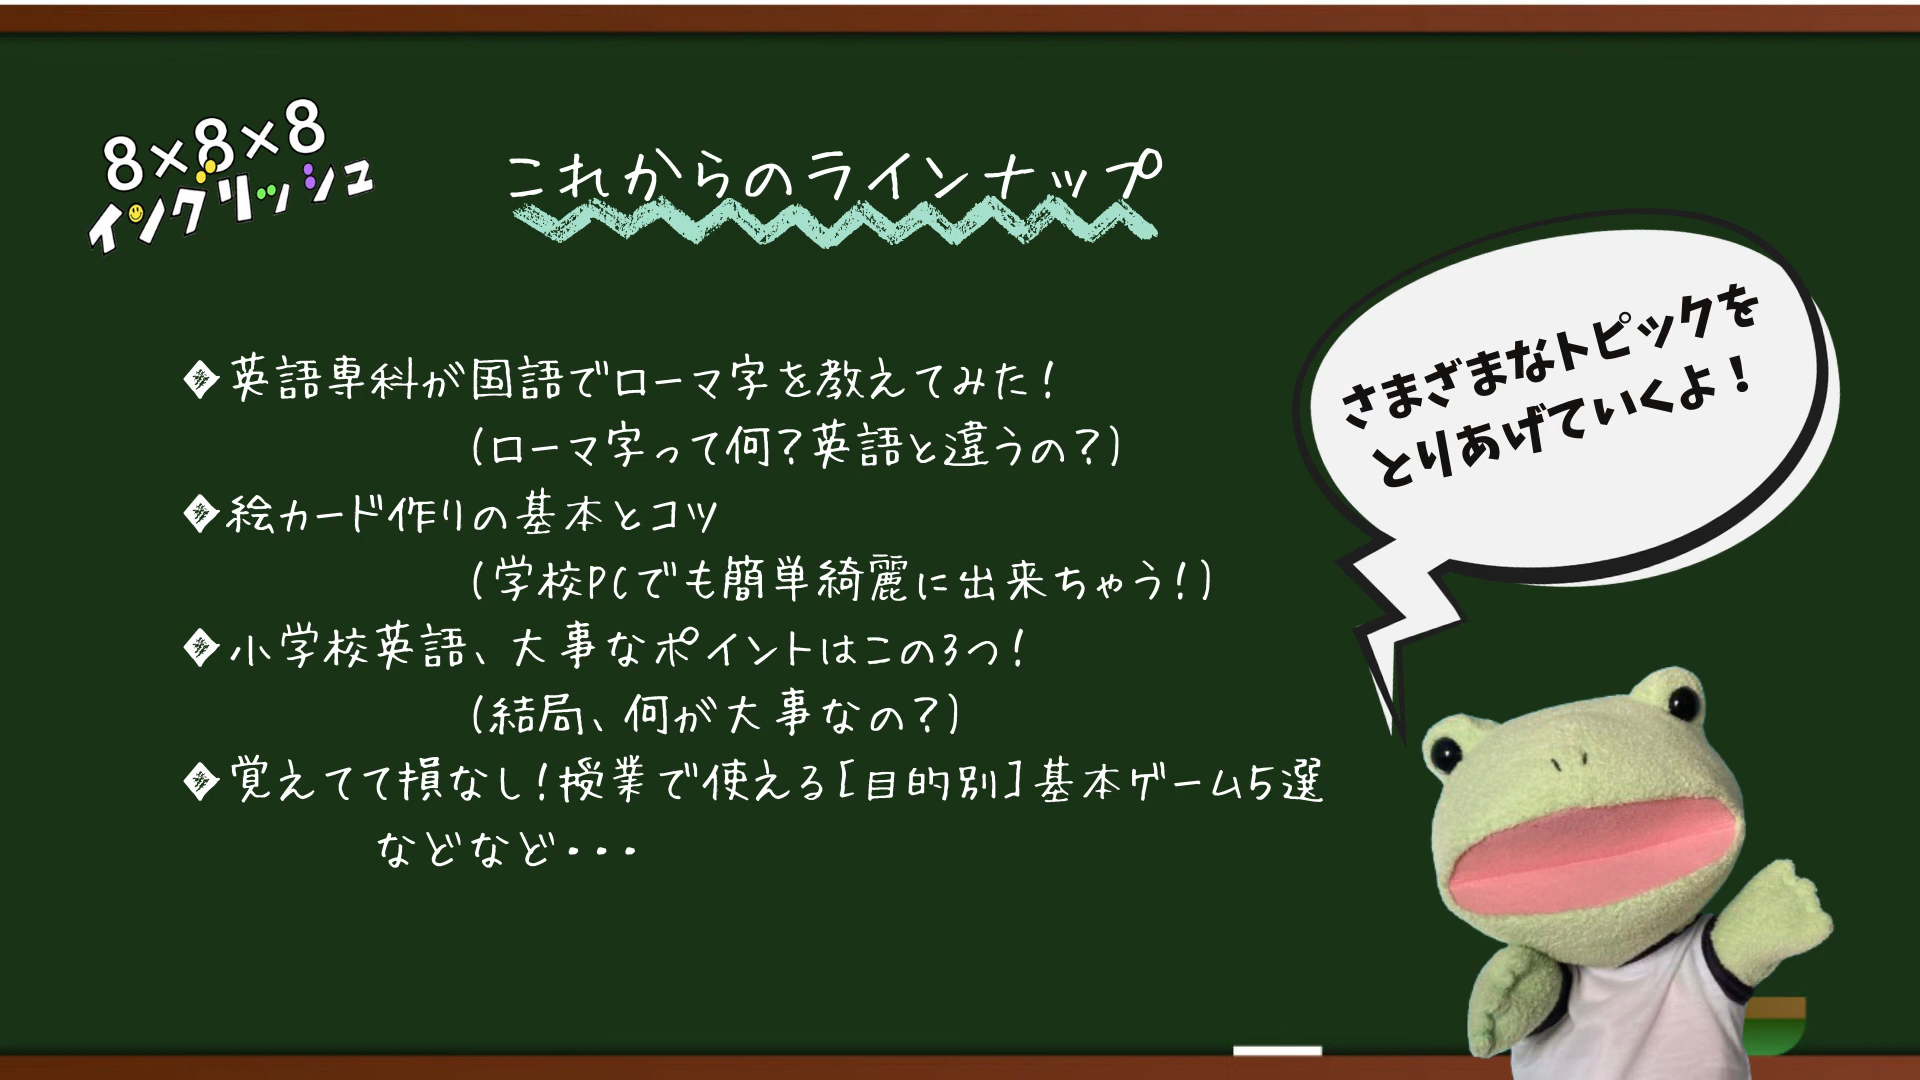 8×8×8
イングリッシュ
これからのラインナップ
さまざまなトピックを
とりあげていくよ！
英語専科が国語でローマ字を教えてみた！
(ローマ字って何？英語と違うの？)
絵カード作りの基本とコツ
(学校PCでも簡単綺麗に出来ちゃう！)
小学校英語、大事なポイントはこの3つ！
(結局、何が大事なの？)
覚えてて損なし！授業で使える[目的別]基本ゲーム5選
などなど・・・